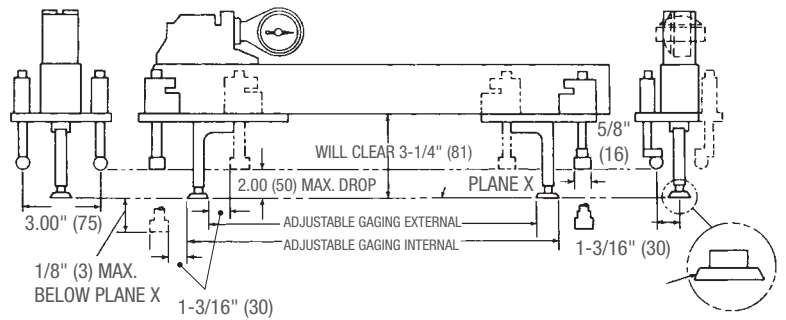 WILL CLEAR 3-1/4" (81)
5/8"
(16)
2.00 (50) MAX. DROP
PLANE X
3.00" (75)
ADJUSTABLE GAGING EXTERNAL
ADJUSTABLE GAGING INTERNAL
1-3/16" (30)
1/8" (3) MAX.
BELOW PLANE X
1-3/16" (30)